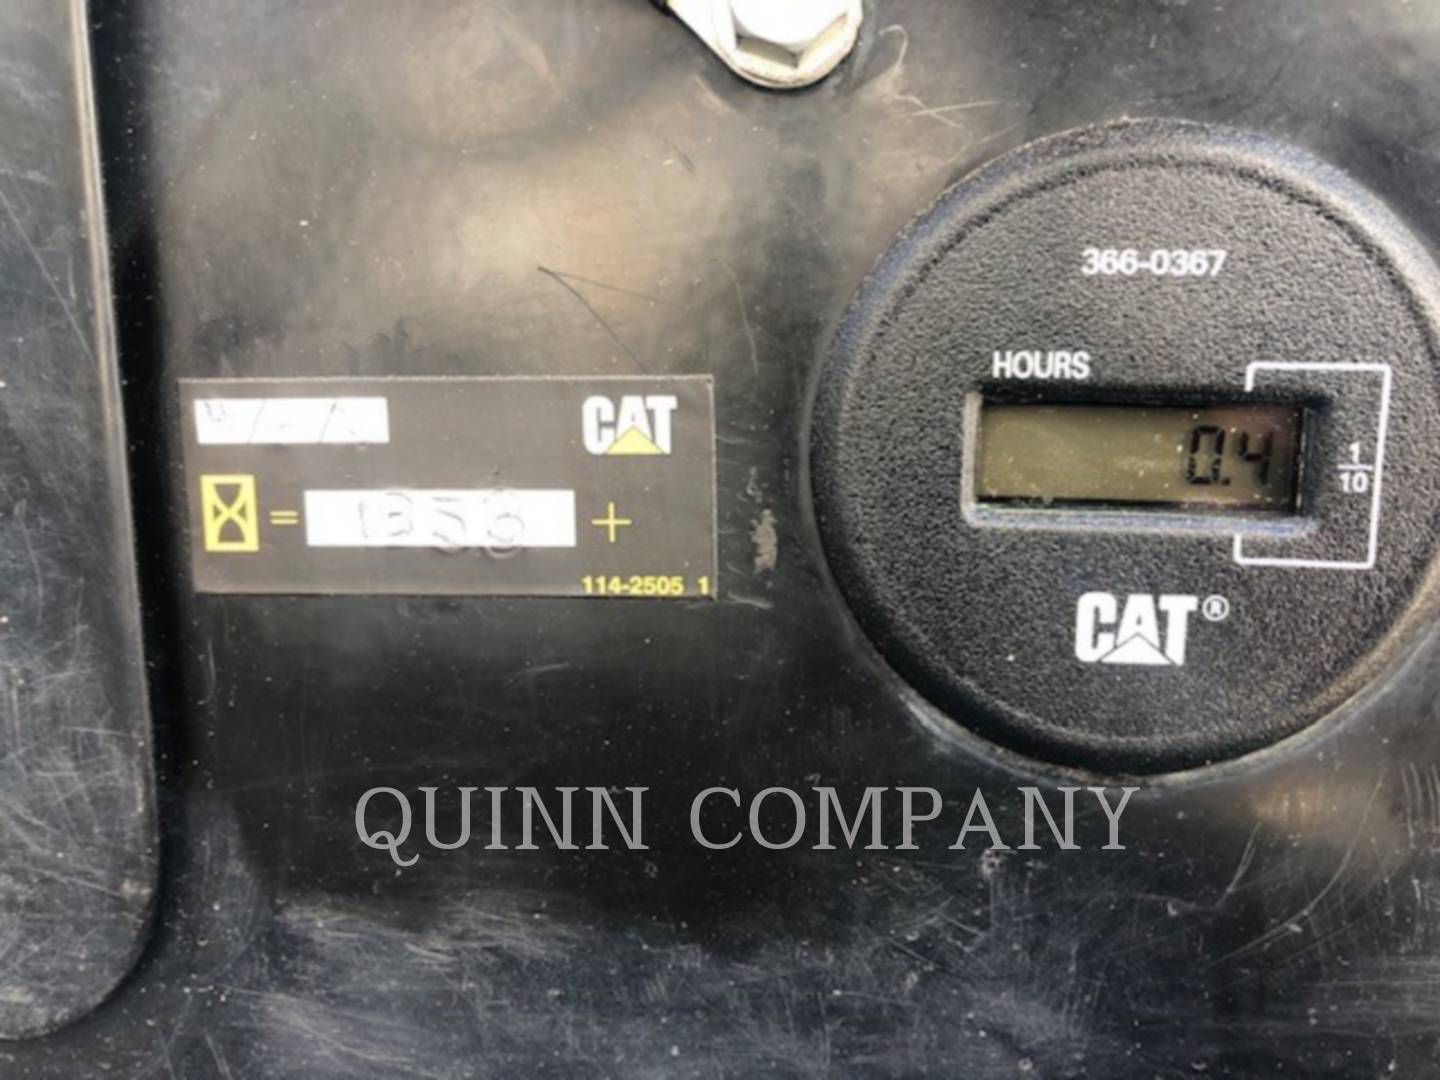 366-0367
HOURS
0.4
1
10
CAT®
CAT
= 1356 +
114-2505 1
QUINN COMPANY